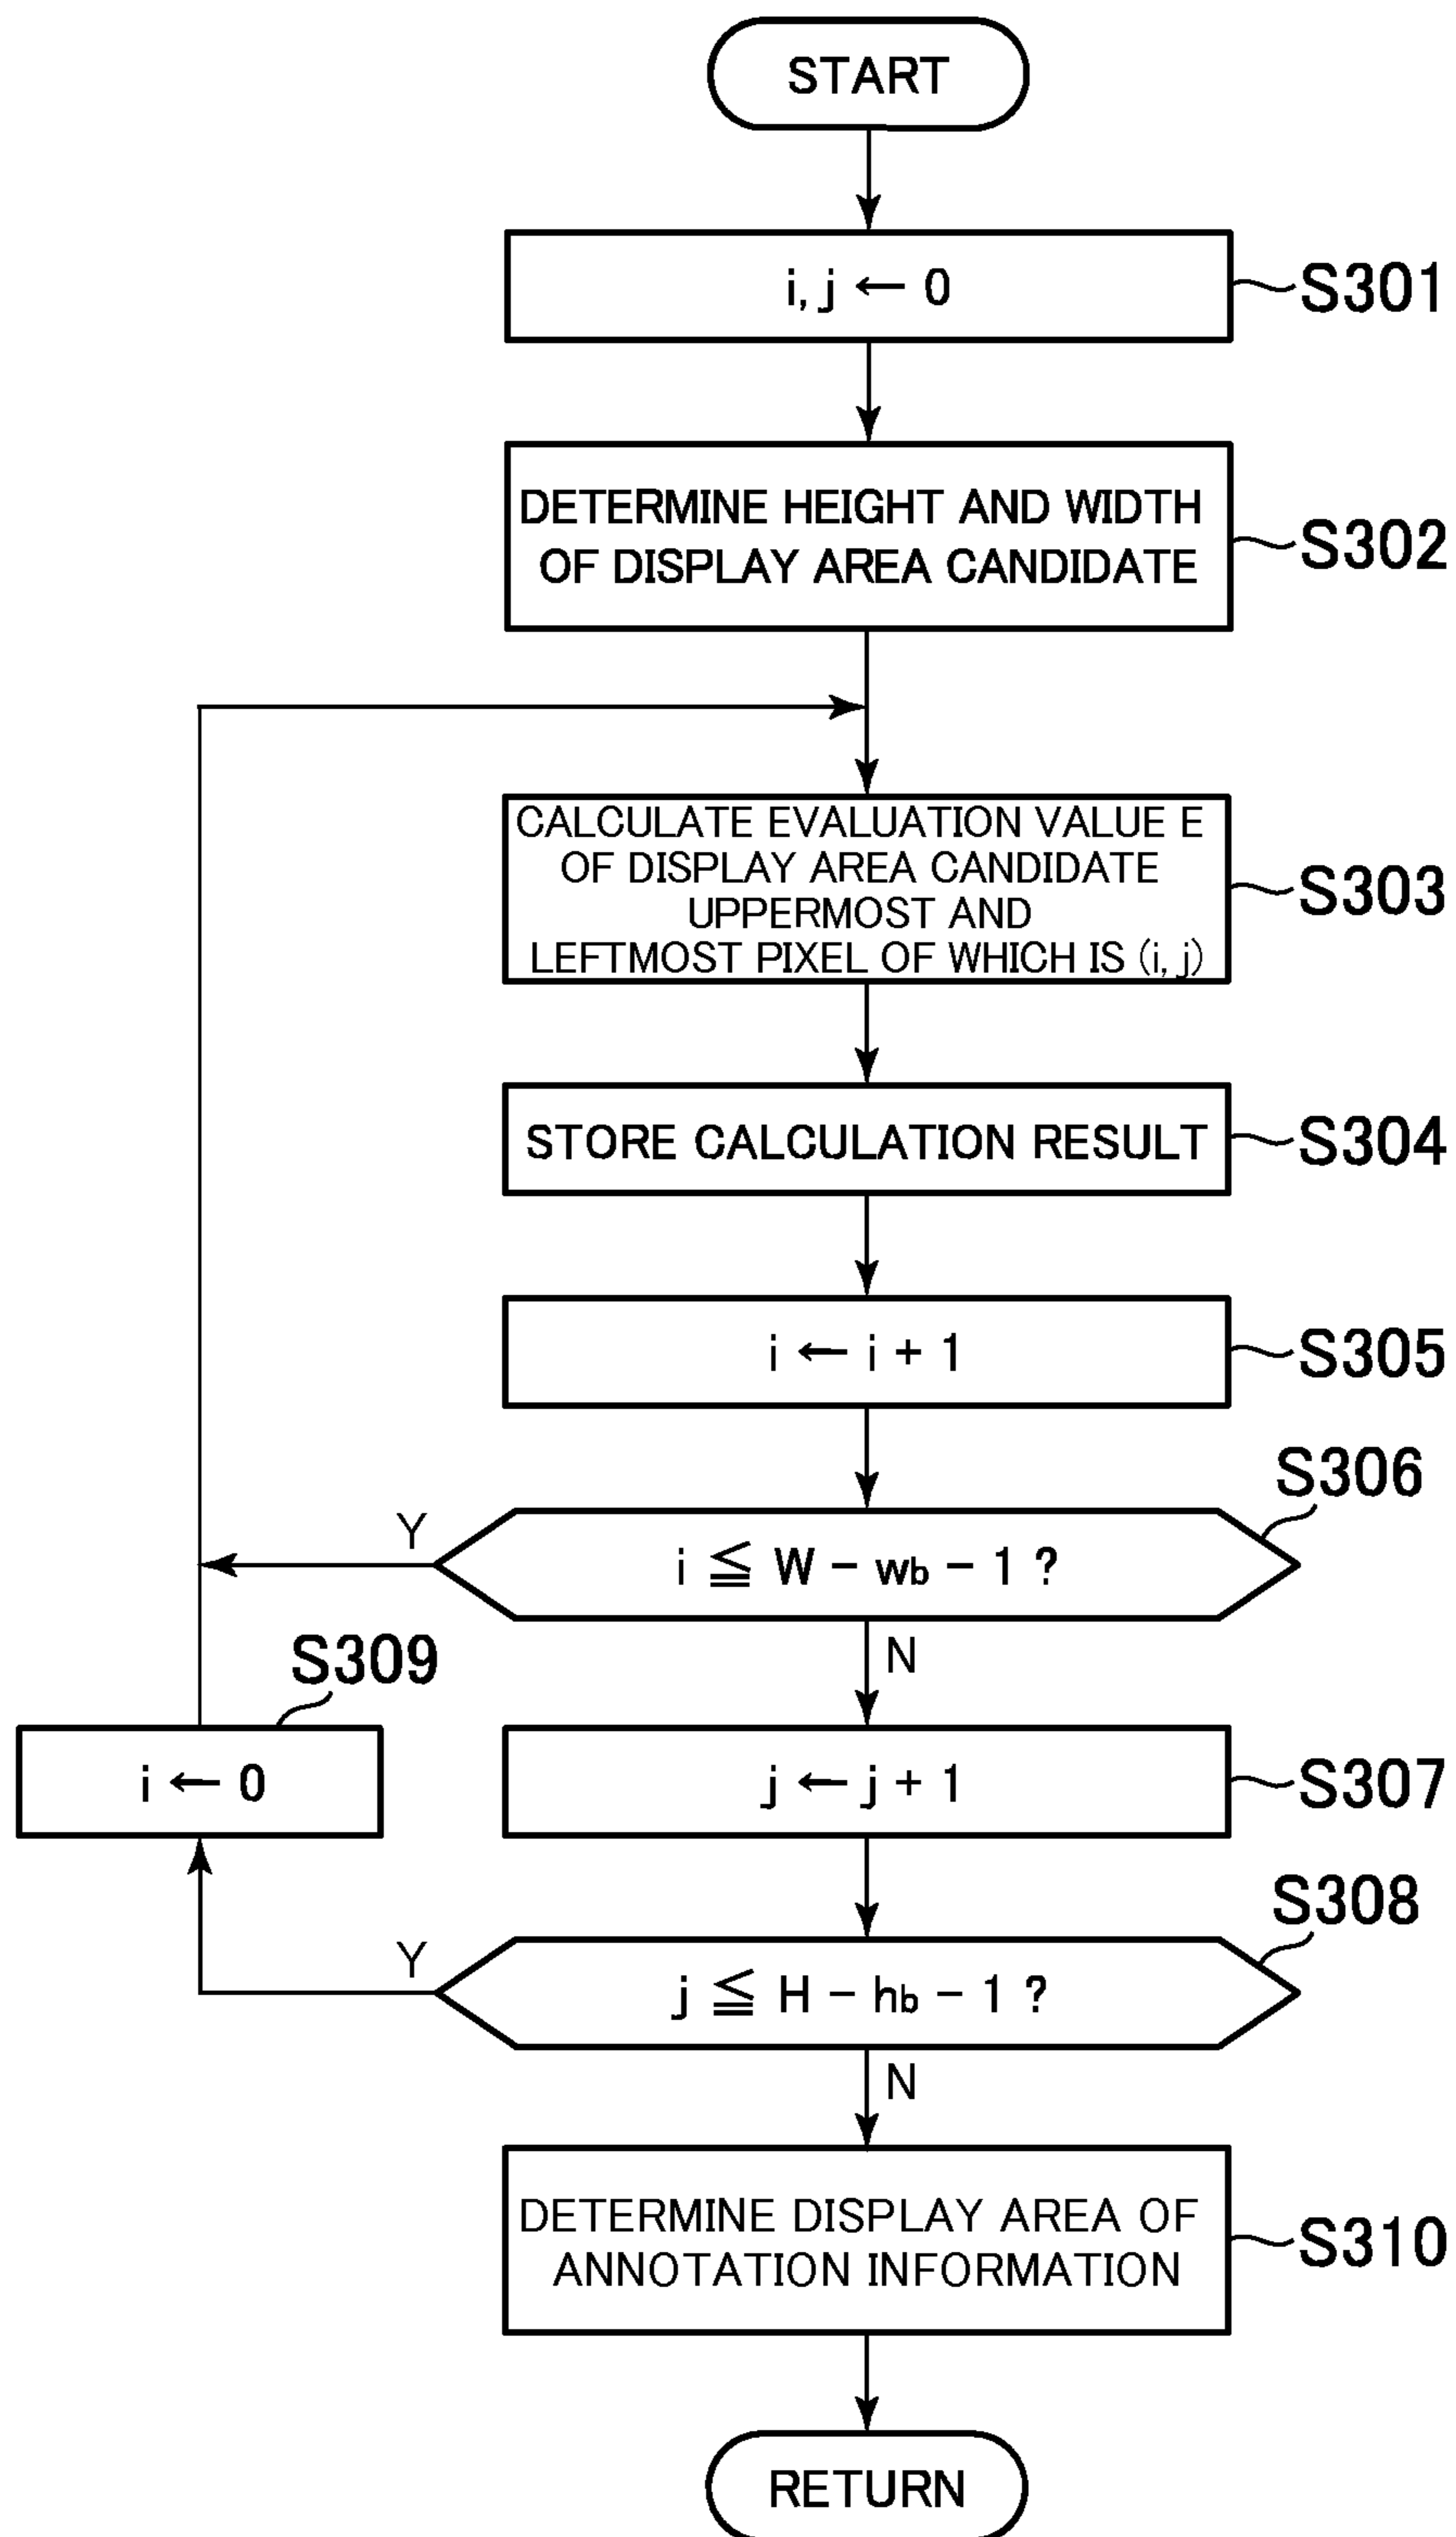 START
i, j ← 0
S301
DETERMINE HEIGHT AND WIDTH
OF DISPLAY AREA CANDIDATE
S302
CALCULATE EVALUATION VALUE E
OF DISPLAY AREA CANDIDATE
UPPERMOST AND
LEFTMOST PIXEL OF WHICH IS (i, j)
S303
STORE CALCULATION RESULT
S304
i ← i + 1
S305
S306
Y
i ≦ W − wb − 1 ?
N
S309
i ← 0
j ← j + 1
S307
S308
Y
j ≦ H − hb − 1 ?
N
DETERMINE DISPLAY AREA OF
ANNOTATION INFORMATION
S310
RETURN